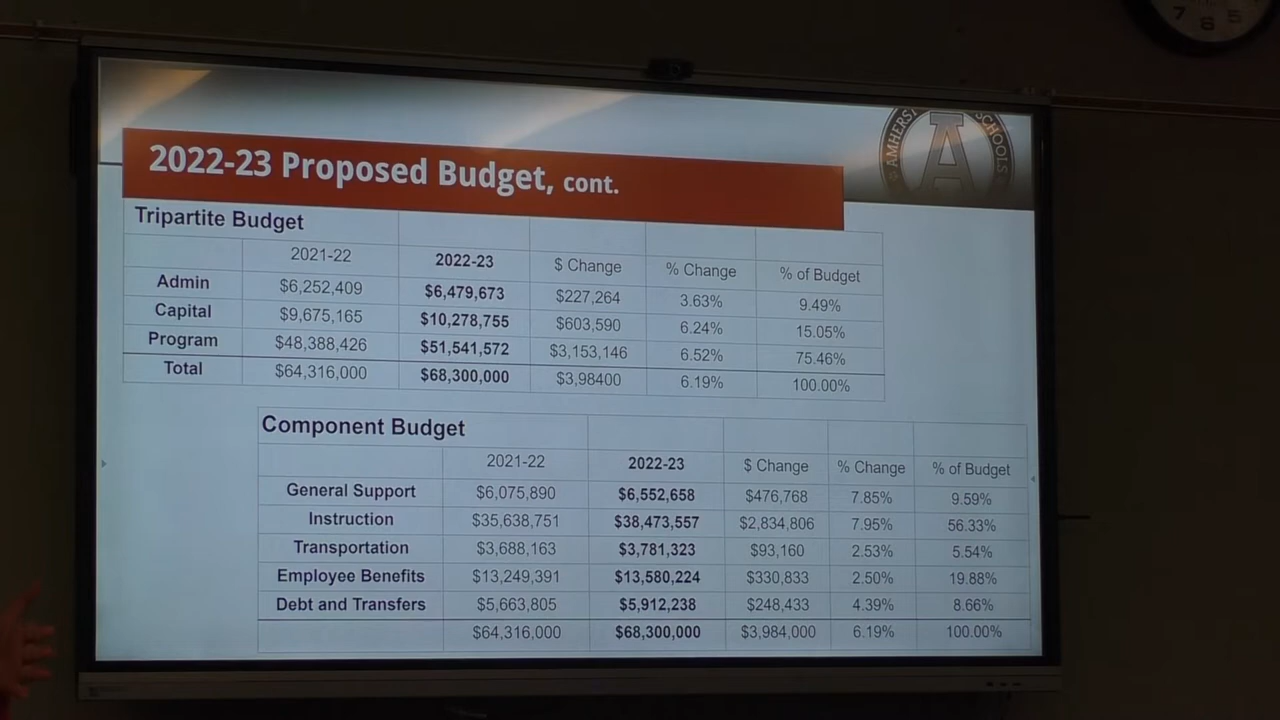 7 6 5
AMHERST SCHOOLS
A
2022-23 Proposed Budget, cont.
Tripartite Budget
2021-22 2022-23 $ Change % Change % of Budget
Admin $6,252,409 $6,479,673 $227,264 3.63% 9.49%
Capital $9,675,165 $10,278,755 $603,590 6.24% 15.05%
Program $48,388,426 $51,541,572 $3,153,146 6.52% 75.46%
Total $64,316,000 $68,300,000 $3,98400 6.19% 100.00%
Component Budget
2021-22 2022-23 $ Change % Change % of Budget
General Support $6,075,890 $6,552,658 $476,768 7.85% 9.59%
Instruction $35,638,751 $38,473,557 $2,834,806 7.95% 56.33%
Transportation $3,688,163 $3,781,323 $93,160 2.53% 5.54%
Employee Benefits $13,249,391 $13,580,224 $330,833 2.50% 19.88%
Debt and Transfers $5,663,805 $5,912,238 $248,433 4.39% 8.66%
$64,316,000 $68,300,000 $3,984,000 6.19% 100.00%